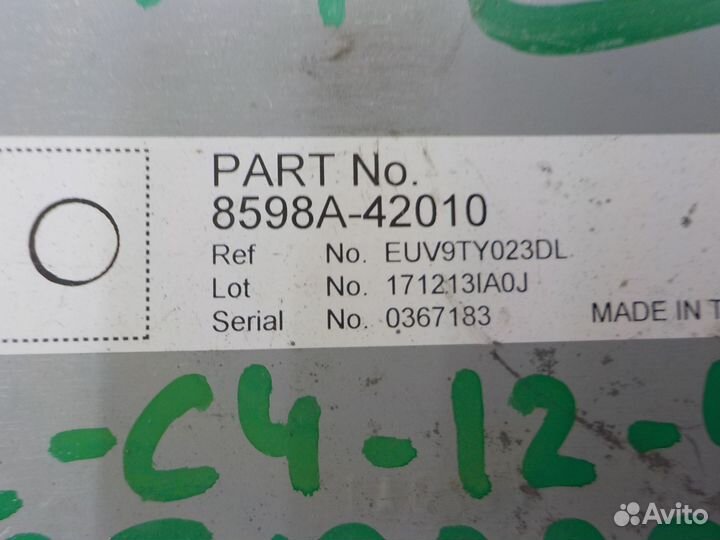 PART No.
8598A-42010
Ref No. EUV9TY023DL
Lot No. 171213IA0J
Serial No. 0367183
MADE IN T
-C4-12-
Avito